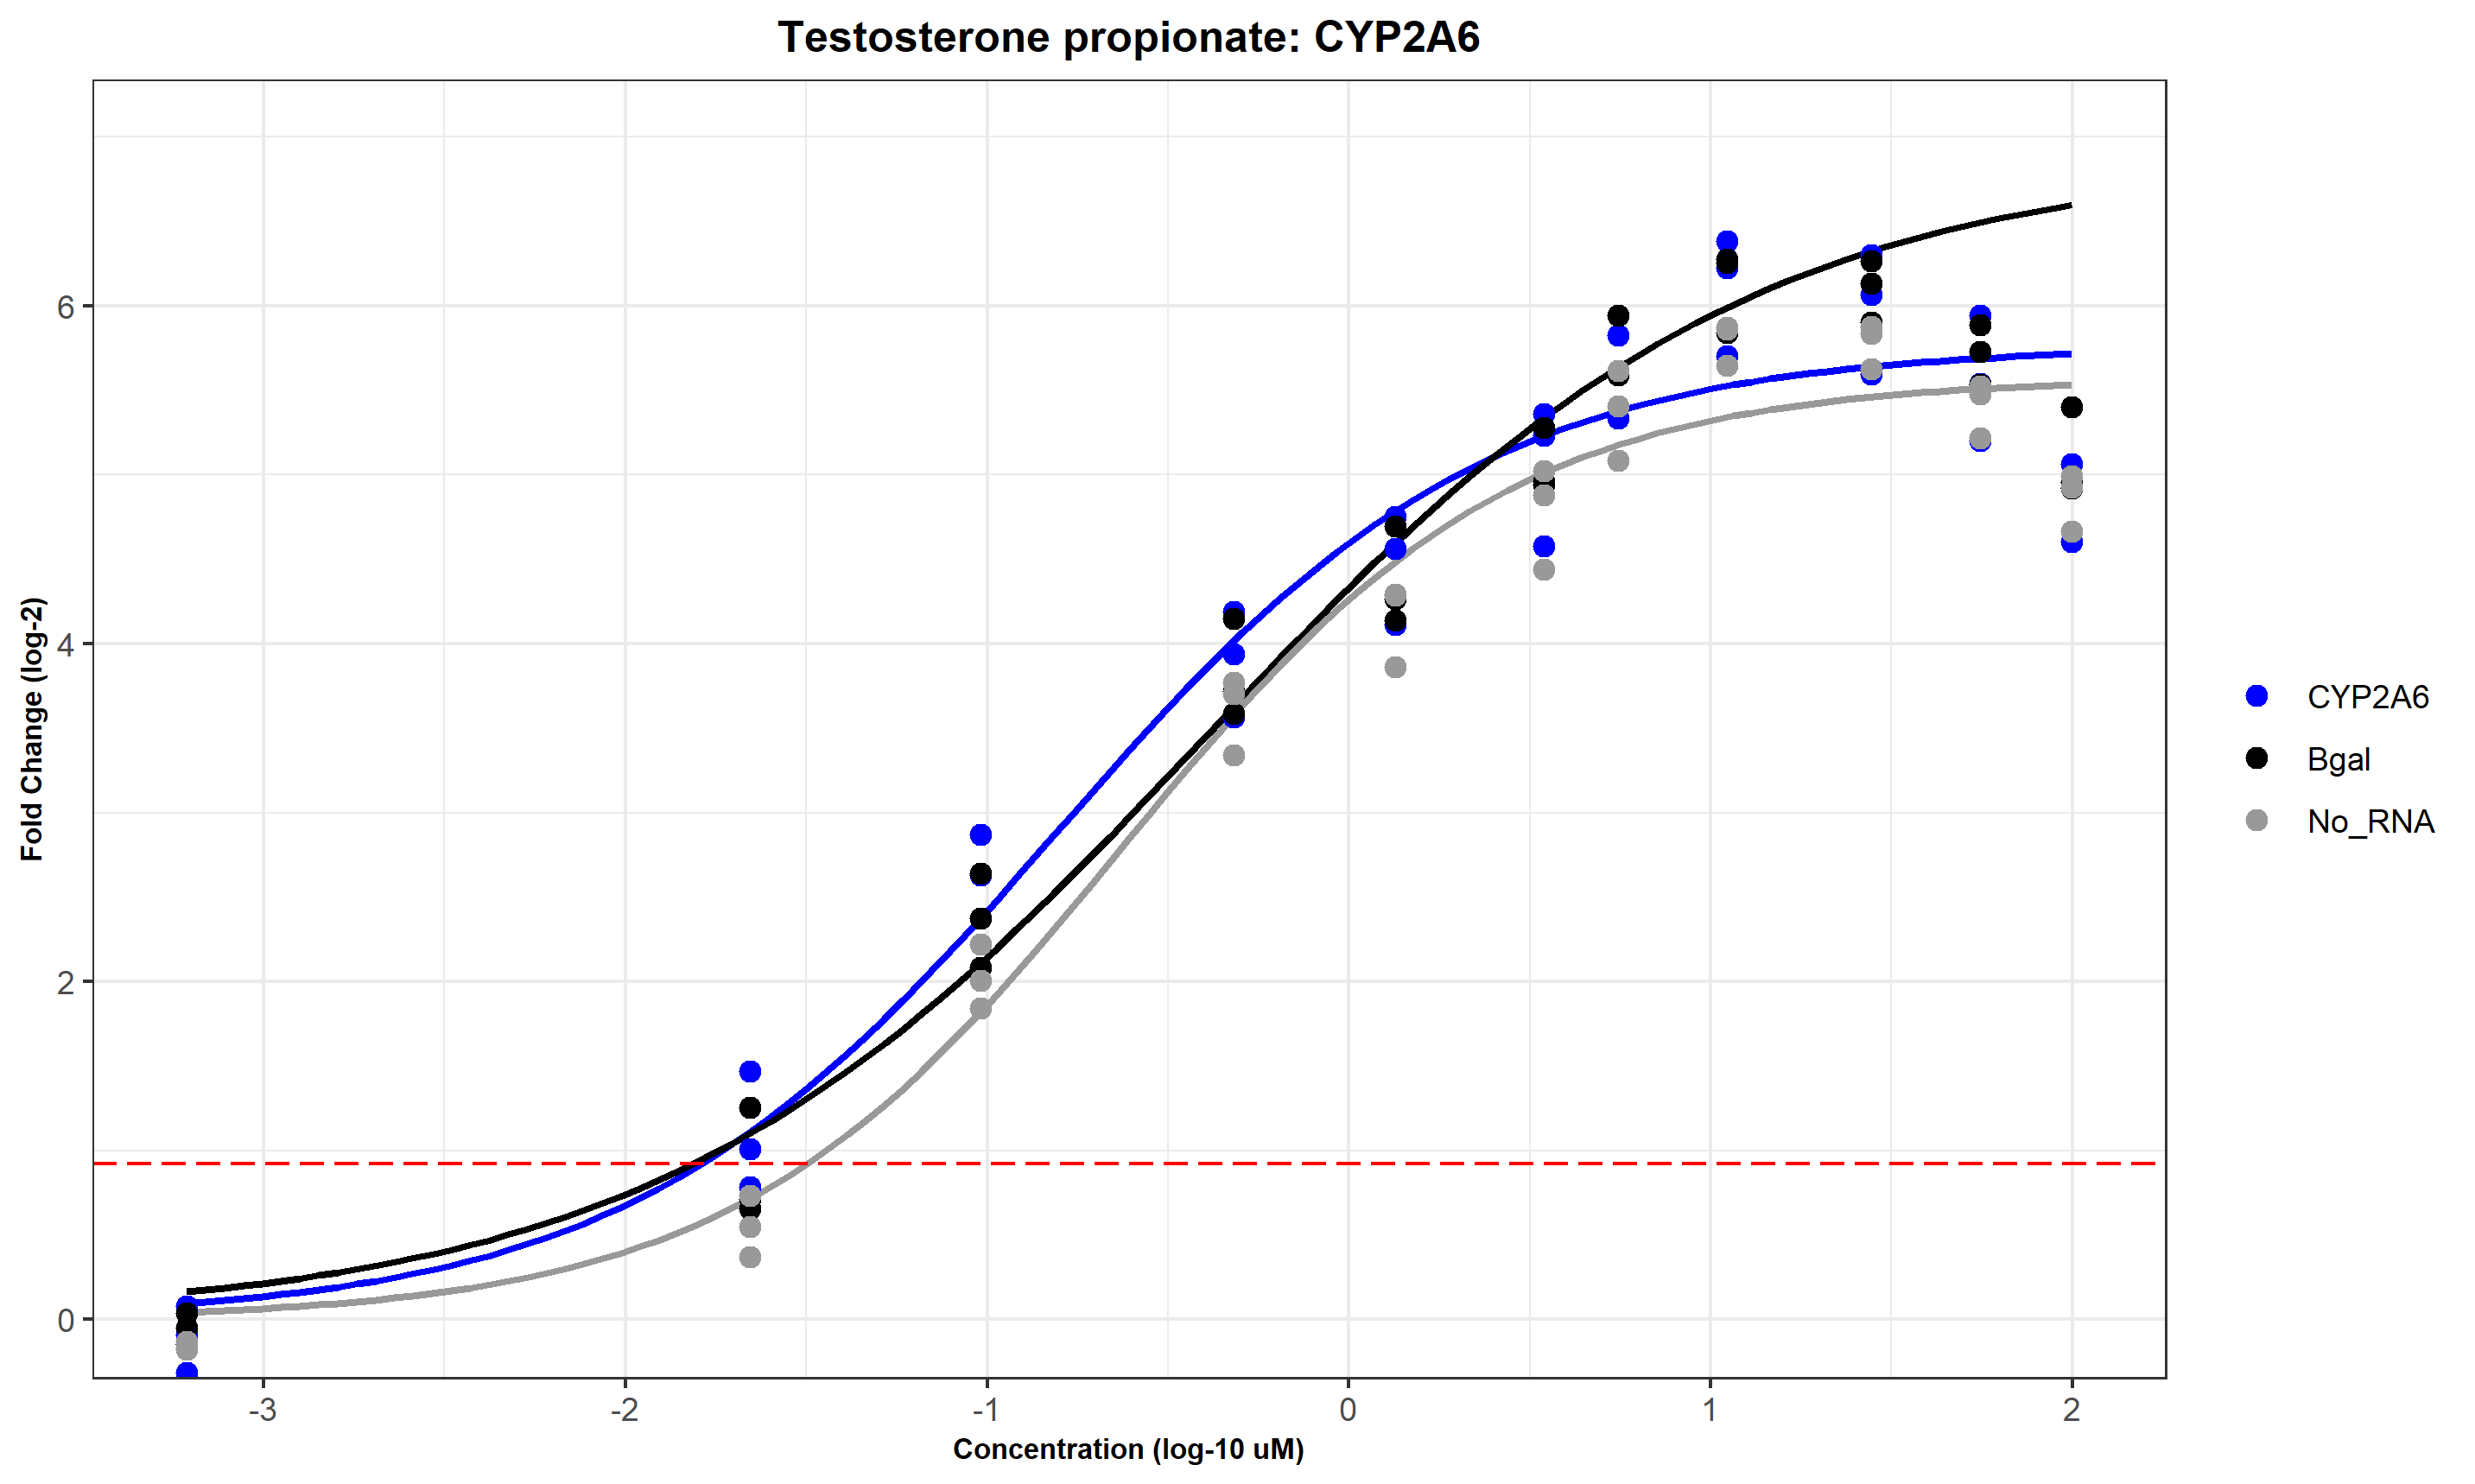 Testosterone propionate: CYP2A6
Fold Change (log-2)
6
4
2
0
-3 -2 -1 0 1 2
Concentration (log-10 uM)
CYP2A6
Bgal
No_RNA